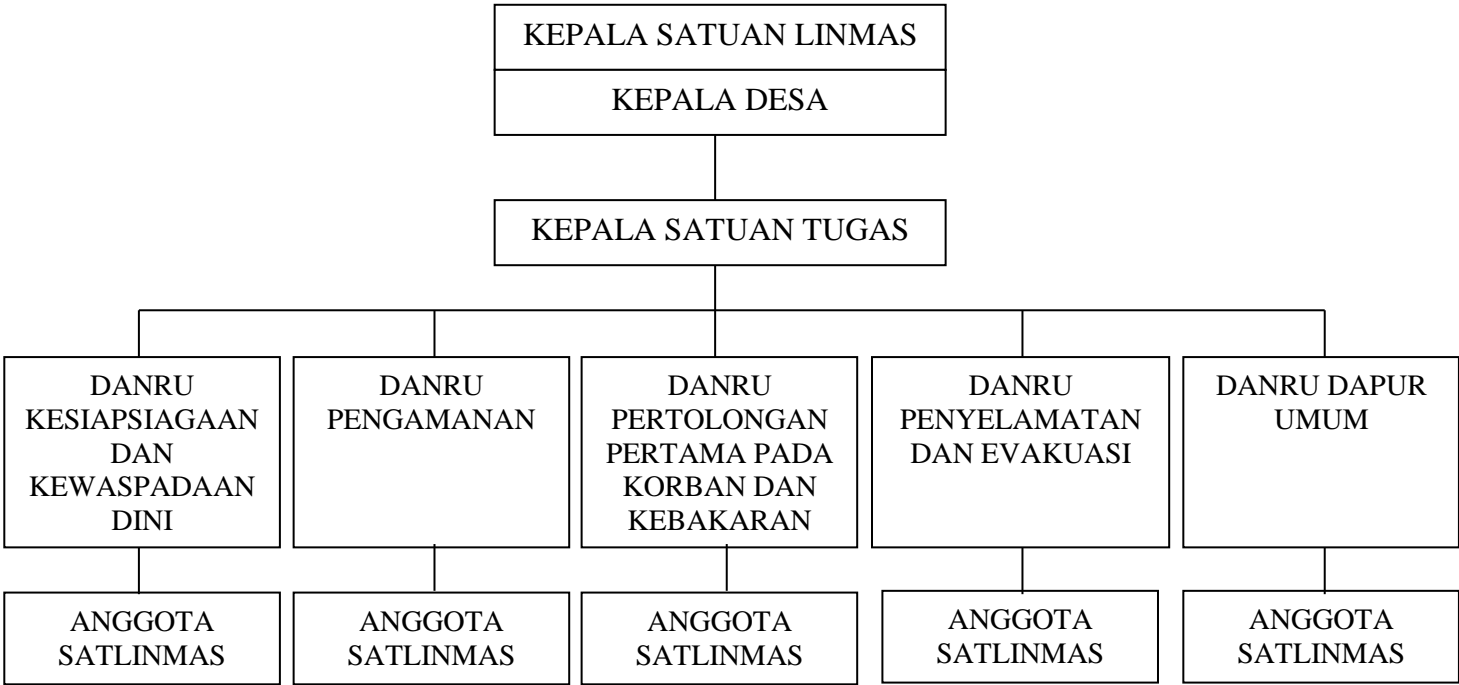 KEPALA SATUAN LINMAS
KEPALA DESA
KEPALA SATUAN TUGAS
DANRU
KESIAPSIAGAAN
DAN
KEWASPADAAN
DINI
DANRU
PENGAMANAN
DANRU
PERTOLONGAN
PERTAMA PADA
KORBAN DAN
KEBAKARAN
DANRU
PENYELAMATAN
DAN EVAKUASI
DANRU DAPUR
UMUM
ANGGOTA
SATLINMAS
ANGGOTA
SATLINMAS
ANGGOTA
SATLINMAS
ANGGOTA
SATLINMAS
ANGGOTA
SATLINMAS